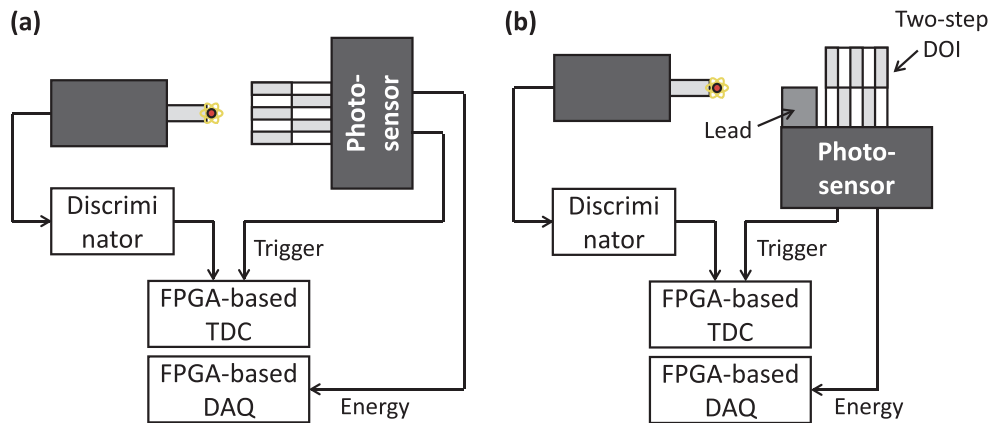 (a)
Photo-
sensor
Discrimi
nator
Trigger
FPGA-based
TDC
FPGA-based
DAQ
Energy
(b)
Two-step
DOI
Lead
Photo-
sensor
Discrimi
nator
Trigger
FPGA-based
TDC
FPGA-based
DAQ
Energy